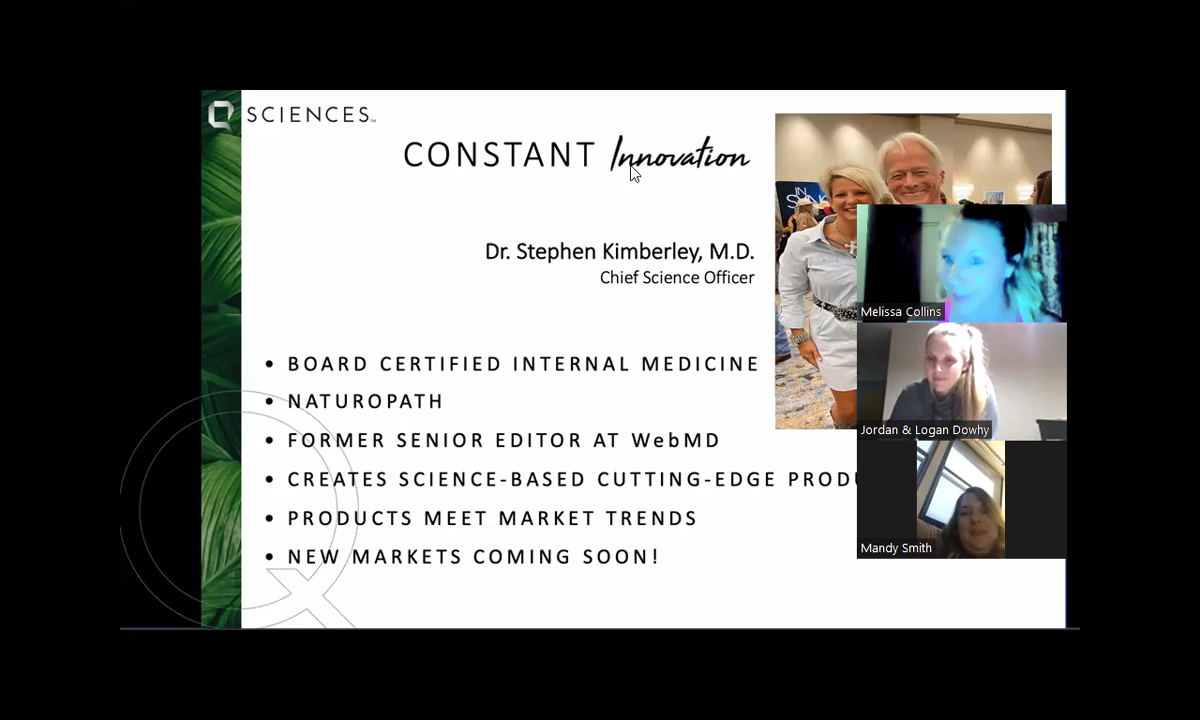 Q SCIENCES™
CONSTANT Innovation
Dr. Stephen Kimberley, M.D.
Chief Science Officer
• BOARD CERTIFIED INTERNAL MEDICINE
• NATUROPATH
• FORMER SENIOR EDITOR AT WebMD
• CREATES SCIENCE-BASED CUTTING-EDGE
• PRODUCTS MEET MARKET TRENDS
• NEW MARKETS COMING SOON!
IN
Melissa Collins
Jordan & Logan Dowhy
Mandy Smith